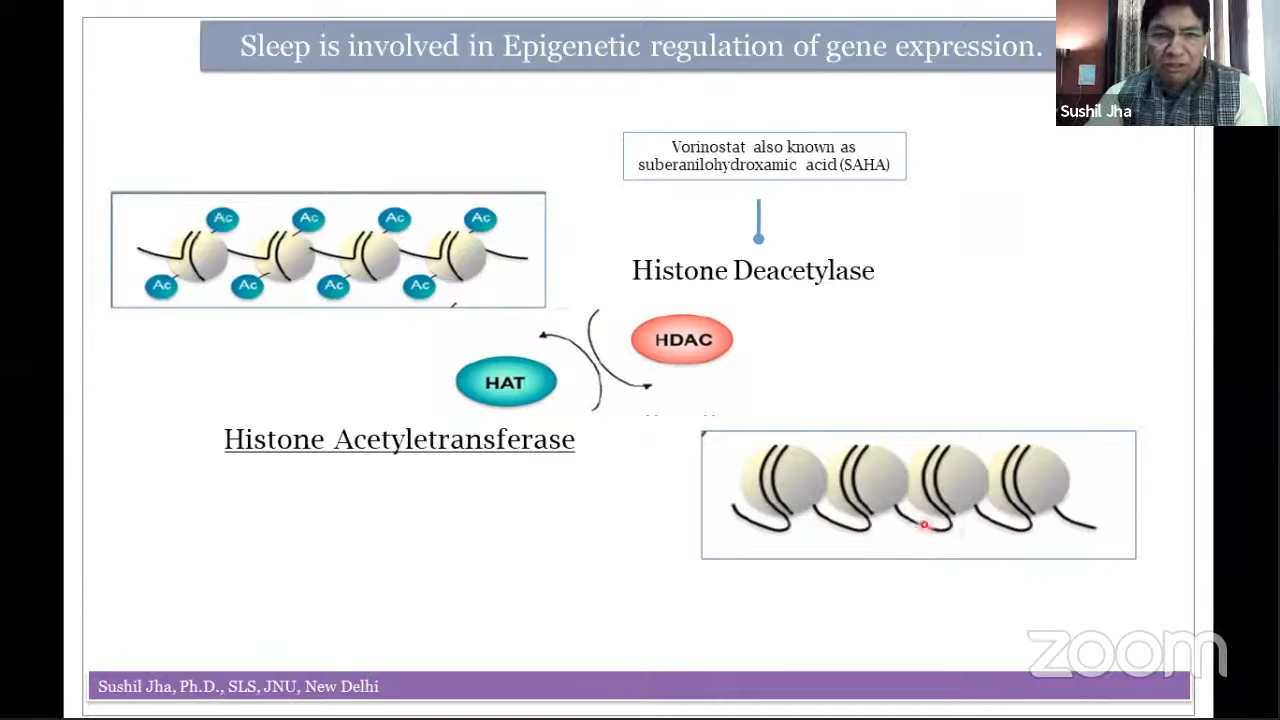 Sleep is involved in Epigenetic regulation of gene expression.
Sushil Jha
Vorinostat also known as
suberanilohydroxamic acid (SAHA)
Ac Ac Ac Ac
Ac Ac Ac Ac
Histone Deacetylase
HDAC
HAT
Histone Acetyletransferase
zoom
Sushil Jha, Ph.D., SLS, JNU, New Delhi